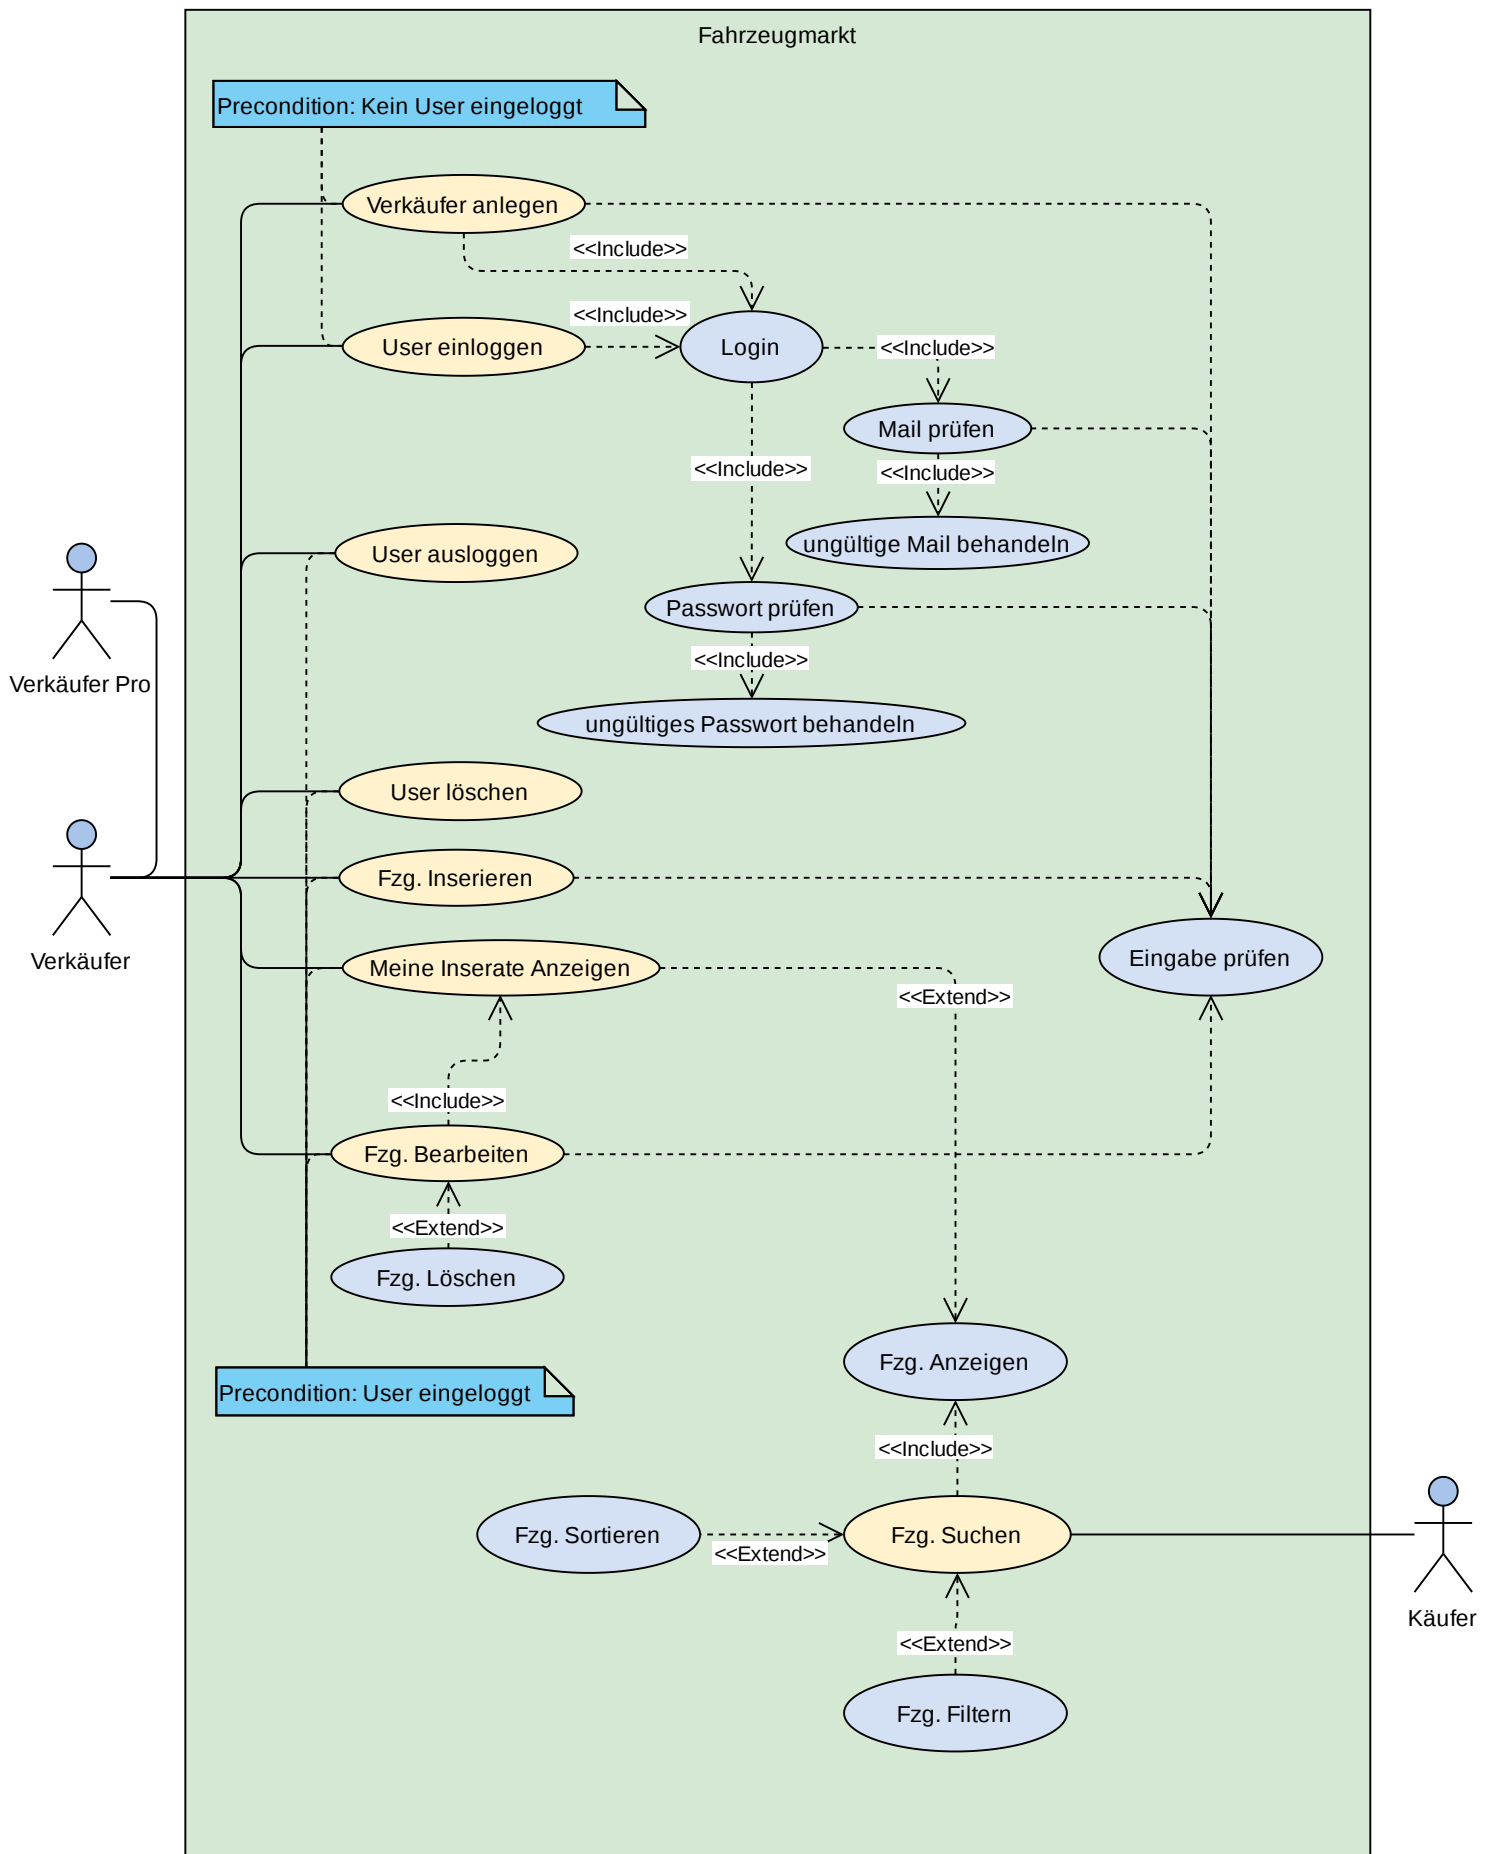 Fahrzeugmarkt
Precondition: Kein User eingeloggt
Verkäufer anlegen
<<Include>>
<<Include>>
User einloggen
Login
<<Include>>
Mail prüfen
<<Include>>
<<Include>>
ungültige Mail behandeln
User ausloggen
Passwort prüfen
<<Include>>
Verkäufer Pro
ungültiges Passwort behandeln
User löschen
Fzg. Inserieren
Verkäufer
Eingabe prüfen
Meine Inserate Anzeigen
<<Extend>>
<<Include>>
Fzg. Bearbeiten
<<Extend>>
Fzg. Löschen
Fzg. Anzeigen
Precondition: User eingeloggt
<<Include>>
Fzg. Sortieren
<<Extend>>
Fzg. Suchen
Käufer
<<Extend>>
Fzg. Filtern